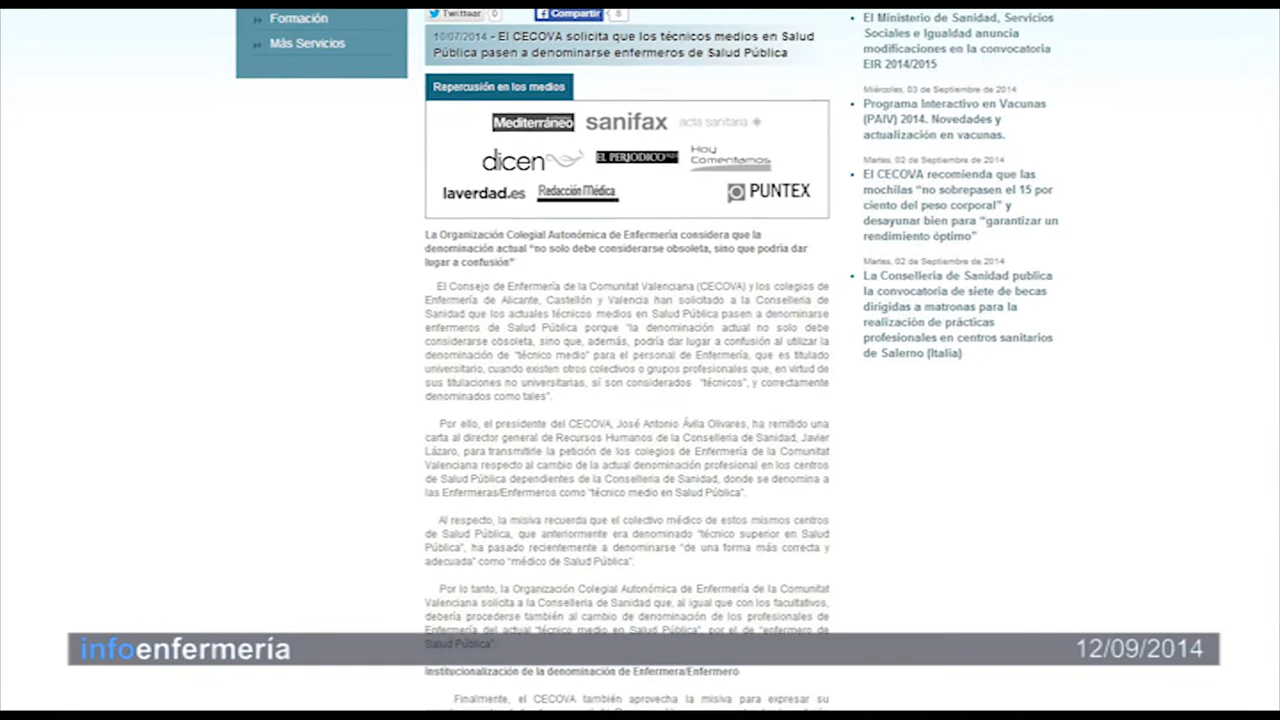 Formación
Más Servicios
Twittear 0
Compartir 8
10/07/2014 - El CECOVA solicita que los técnicos medios en Salud
Pública pasen a denominarse enfermeros de Salud Pública
Repercusión en los medios
Mediterráneo
sanifax
acta sanitaria
dicen
EL PERIODICO
Hoy
Comentamos
laverdad.es
Redacción Médica
PUNTEX
La Organización Colegial Autonómica de Enfermería considera que la
denominación actual “no solo debe considerarse obsoleta, sino que podría dar
lugar a confusión”
El Consejo de Enfermería de la Comunitat Valenciana (CECOVA) y los colegios de
Enfermería de Alicante, Castellón y Valencia han solicitado a la Conselleria de
Sanidad que los actuales técnicos medios en Salud Pública pasen a denominarse
enfermeros de Salud Pública porque “la denominación actual no solo debe
considerarse obsoleta, sino que, además, podría dar lugar a confusión al utilizar la
denominación de “técnico medio” para el personal de Enfermería, que es titulado
universitario, cuando existen otros colectivos o grupos profesionales que, en virtud de
sus titulaciones no universitarias, sí son considerados “técnicos”, y correctamente
denominados como tales”.
Por ello, el presidente del CECOVA, José Antonio Ávila Olivares, ha remitido una
carta al director general de Recursos Humanos de la Conselleria de Sanidad, Javier
Lázaro, para transmitirle la petición de los colegios de Enfermería de la Comunitat
Valenciana respecto al cambio de la actual denominación profesional en los centros
de Salud Pública dependientes de la Conselleria de Sanidad, donde se denomina a
las Enfermeras/Enfermeros como “técnico medio en Salud Pública”.
Al respecto, la misiva recuerda que el colectivo médico de estos mismos centros
de Salud Pública, que anteriormente era denominado “técnico superior en Salud
Pública”, ha pasado recientemente a denominarse “de una forma más correcta y
adecuada” como “médico de Salud Pública”.
Por lo tanto, la Organización Colegial Autonómica de Enfermería de la Comunitat
Valenciana solicita a la Conselleria de Sanidad que, al igual que con los facultativos,
debería procederse también al cambio de denominación de los profesionales de
Enfermería del actual “técnico medio en Salud Pública”, por el de “enfermero de
Salud Pública”.
Institucionalización de la denominación de Enfermera/Enfermero
Finalmente, el CECOVA también aprovecha la misiva para expresar su
El Ministerio de Sanidad, Servicios
Sociales e Igualdad anuncia
modificaciones en la convocatoria
EIR 2014/2015
Miércoles, 03 de Septiembre de 2014
Programa Interactivo en Vacunas
(PAIV) 2014. Novedades y
actualización en vacunas.
Martes, 02 de Septiembre de 2014
El CECOVA recomienda que las
mochilas “no sobrepasen el 15 por
ciento del peso corporal” y
desayunar bien para “garantizar un
rendimiento óptimo”
Martes, 02 de Septiembre de 2014
La Conselleria de Sanidad publica
la convocatoria de siete de becas
dirigidas a matronas para la
realización de prácticas
profesionales en centros sanitarios
de Salerno (Italia)
infoenfermería
12/09/2014